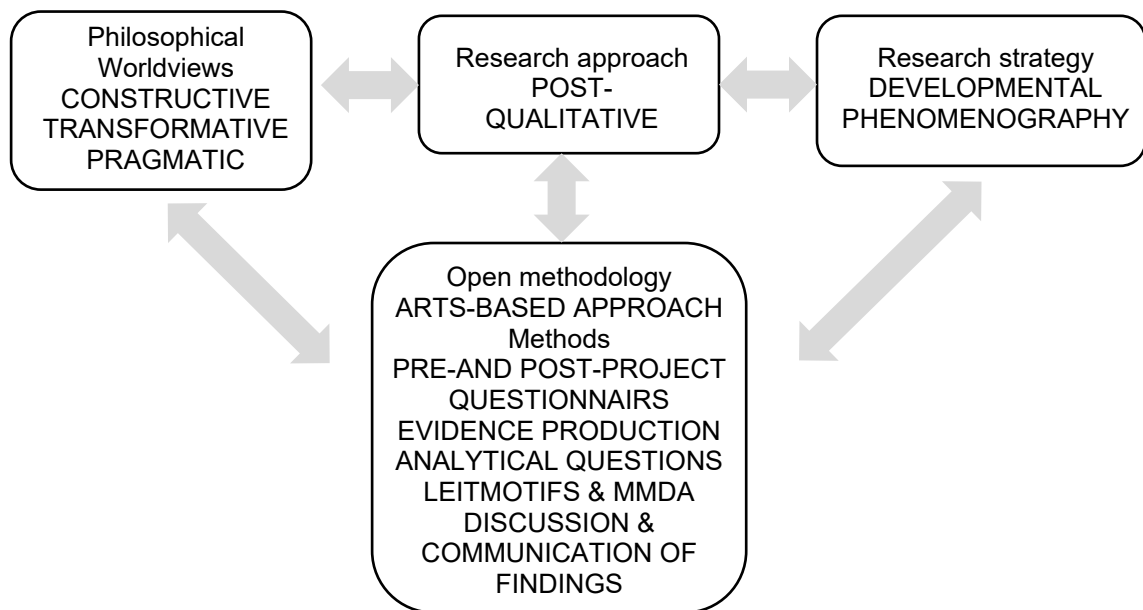 Philosophical
Worldviews
CONSTRUCTIVE
TRANSFORMATIVE
PRAGMATIC
Research approach
POST-
QUALITATIVE
Research strategy
DEVELOPMENTAL
PHENOMENOGRAPHY
Open methodology
ARTS-BASED APPROACH
Methods
PRE-AND POST-PROJECT
QUESTIONNAIRS
EVIDENCE PRODUCTION
ANALYTICAL QUESTIONS
LEITMOTIFS & MMDA
DISCUSSION &
COMMUNICATION OF
FINDINGS